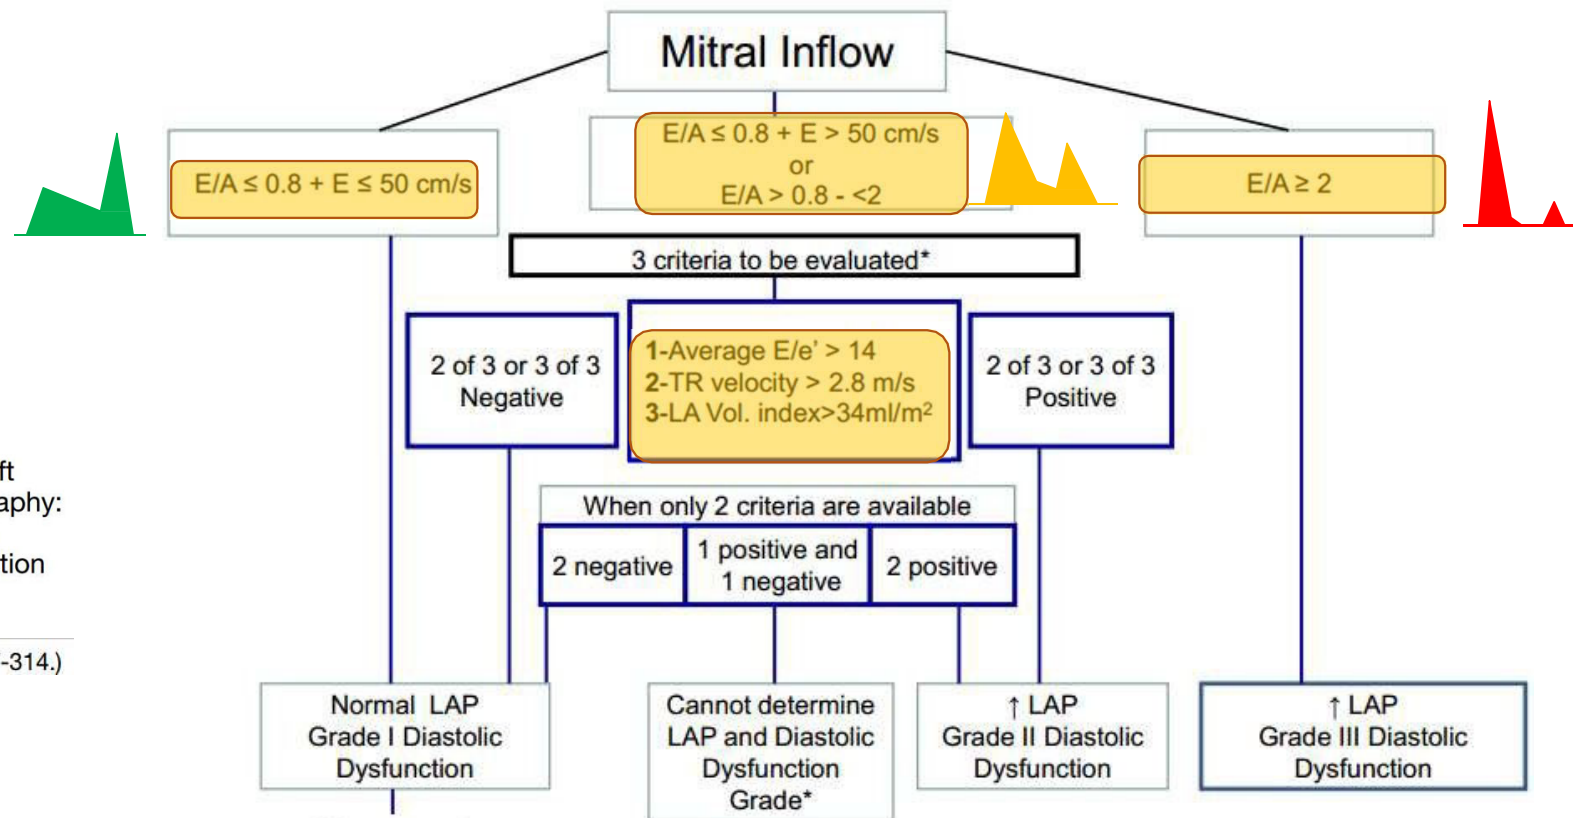 Mitral Inflow
E/A ≤ 0.8 + E ≤ 50 cm/s
E/A ≤ 0.8 + E > 50 cm/s
or
E/A > 0.8 - <2
E/A ≥ 2
3 criteria to be evaluated*
2 of 3 or 3 of 3
Negative
1-Average E/e’ > 14
2-TR velocity > 2.8 m/s
3-LA Vol. index>34ml/m²
2 of 3 or 3 of 3
Positive
ft
aphy:
tion
-314.)
When only 2 criteria are available
2 negative
1 positive and
1 negative
2 positive
Normal LAP
Grade I Diastolic
Dysfunction
Cannot determine
LAP and Diastolic
Dysfunction
Grade*
↑ LAP
Grade II Diastolic
Dysfunction
↑ LAP
Grade III Diastolic
Dysfunction